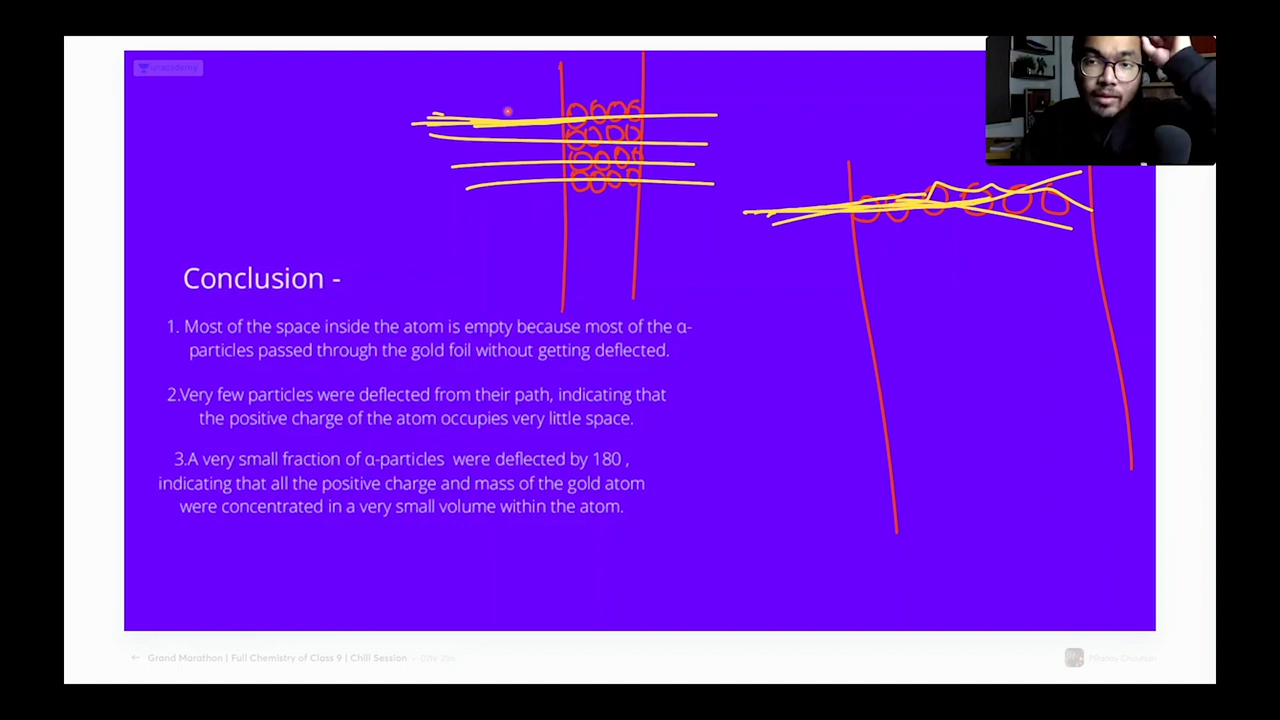 unacademy
Conclusion -
1. Most of the space inside the atom is empty because most of the α-
particles passed through the gold foil without getting deflected.
2.Very few particles were deflected from their path, indicating that
the positive charge of the atom occupies very little space.
3.A very small fraction of α-particles were deflected by 180 ,
indicating that all the positive charge and mass of the gold atom
were concentrated in a very small volume within the atom.
Grand Marathon | Full Chemistry of Class 9 | Chill Session